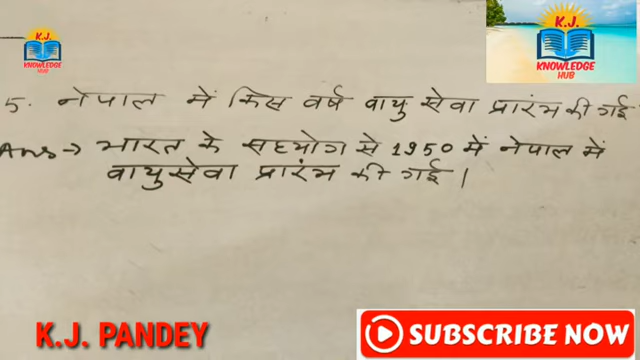 K.J.
KNOWLEDGE
HUB
K.J.
KNOWLEDGE
HUB
5. नेपाल में किस वर्ष वायु सेवा प्रारंभ की गई
Ans → भारत के सहयोग से 1950 में नेपाल में
वायुसेवा प्रारंभ की गई।
K.J. PANDEY
SUBSCRIBE NOW